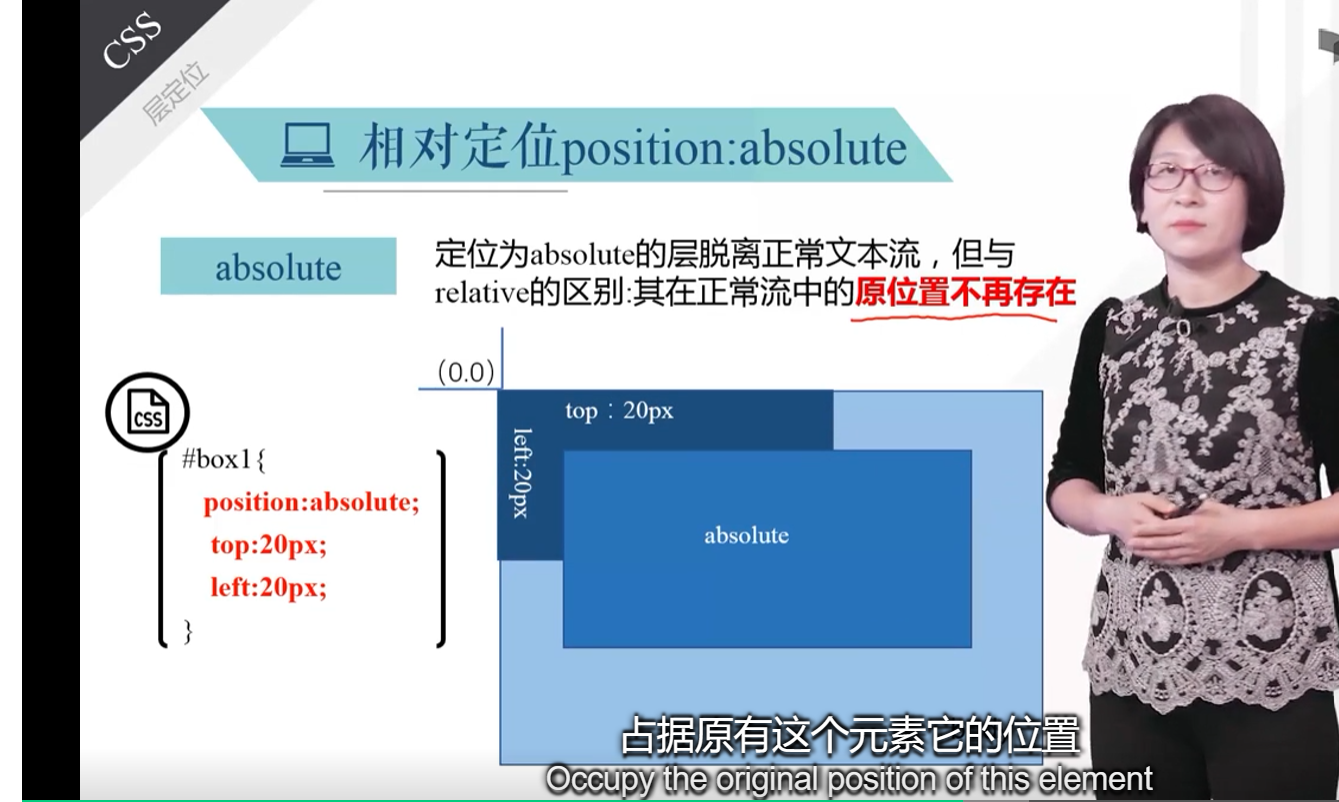 CSS
层定位
相对定位position:absolute
absolute
定位为absolute的层脱离正常文本流，但与
relative的区别:其在正常流中的原位置不再存在
(0.0)
top：20px
left:20px
absolute
CSS
#box1{
position:absolute;
top:20px;
left:20px;
}
占据原有这个元素它的位置
Occupy the original position of this element